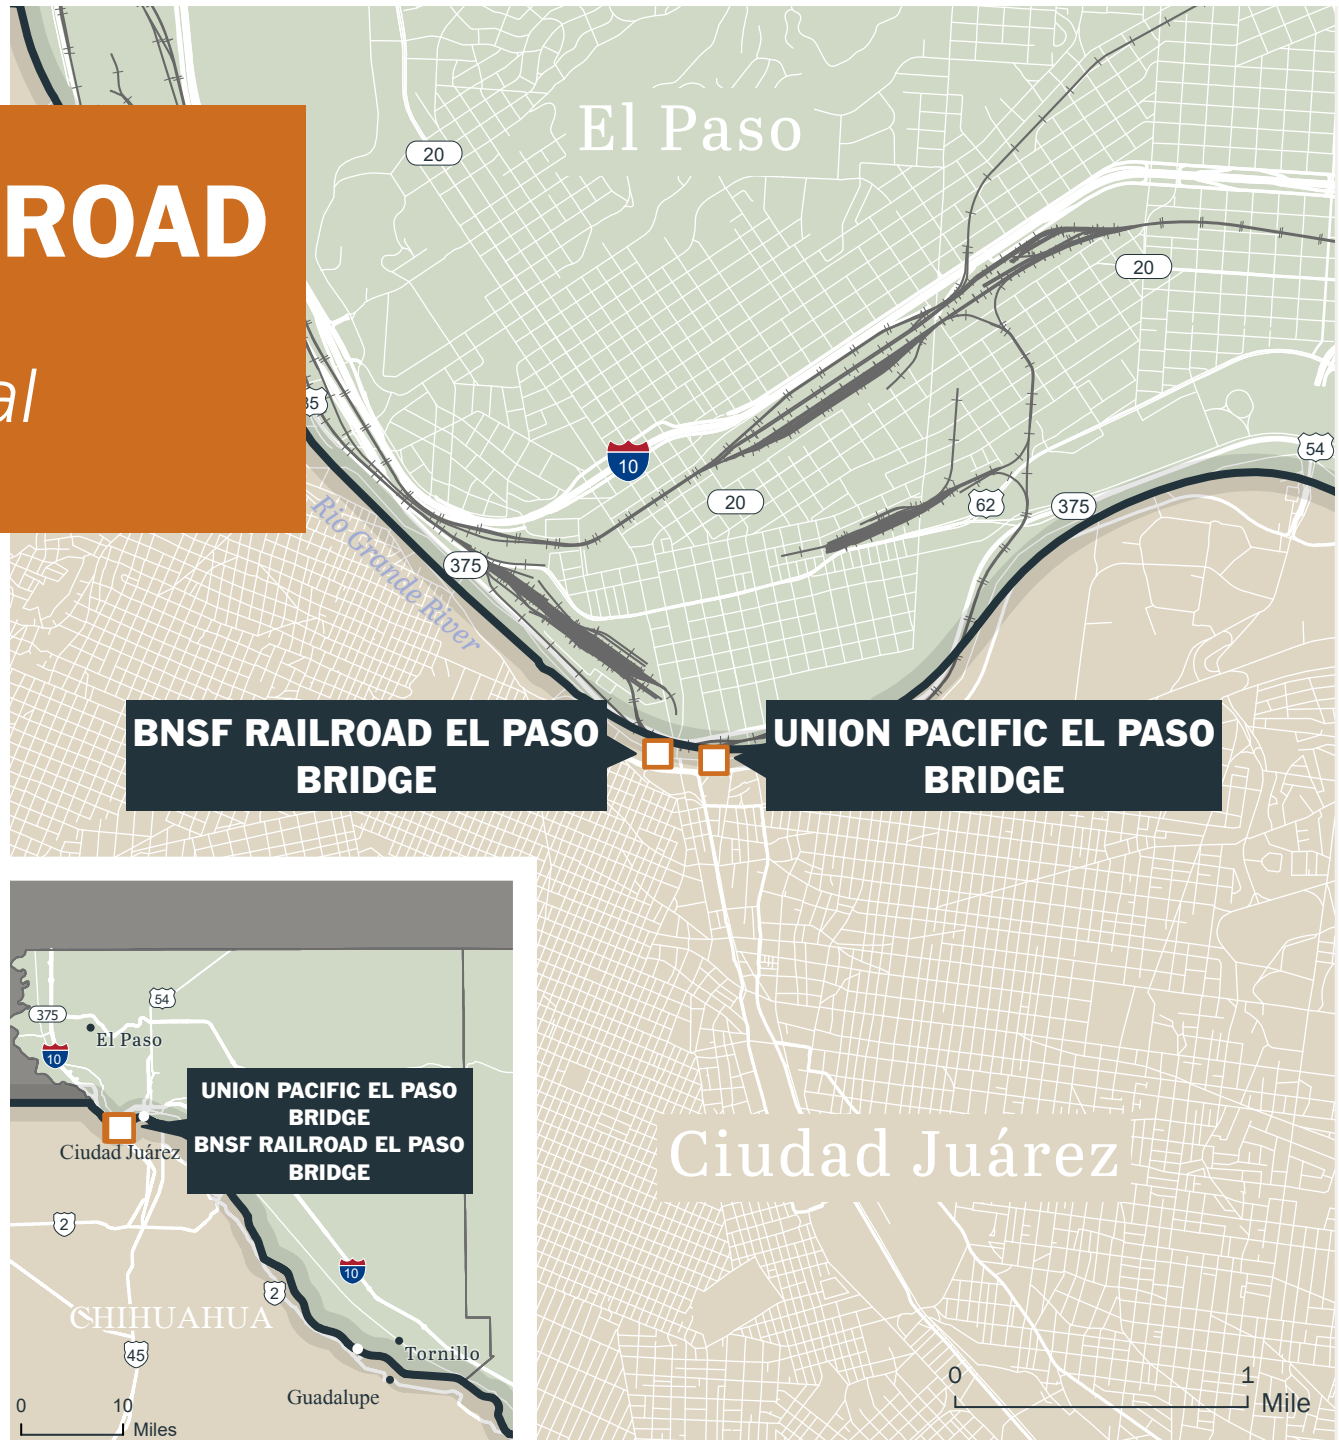 El Paso
20
ROAD
20
al
85
10
54
20
62
375
Rio Grande River
375
BNSF RAILROAD EL PASO
BRIDGE
UNION PACIFIC EL PASO
BRIDGE
54
375
El Paso
10
UNION PACIFIC EL PASO
BRIDGE
BNSF RAILROAD EL PASO
BRIDGE
Ciudad Juárez
Ciudad Juárez
2
10
2
CHIHUAHUA
45
Tornillo
Guadalupe
0 10
Miles
0 1
Mile